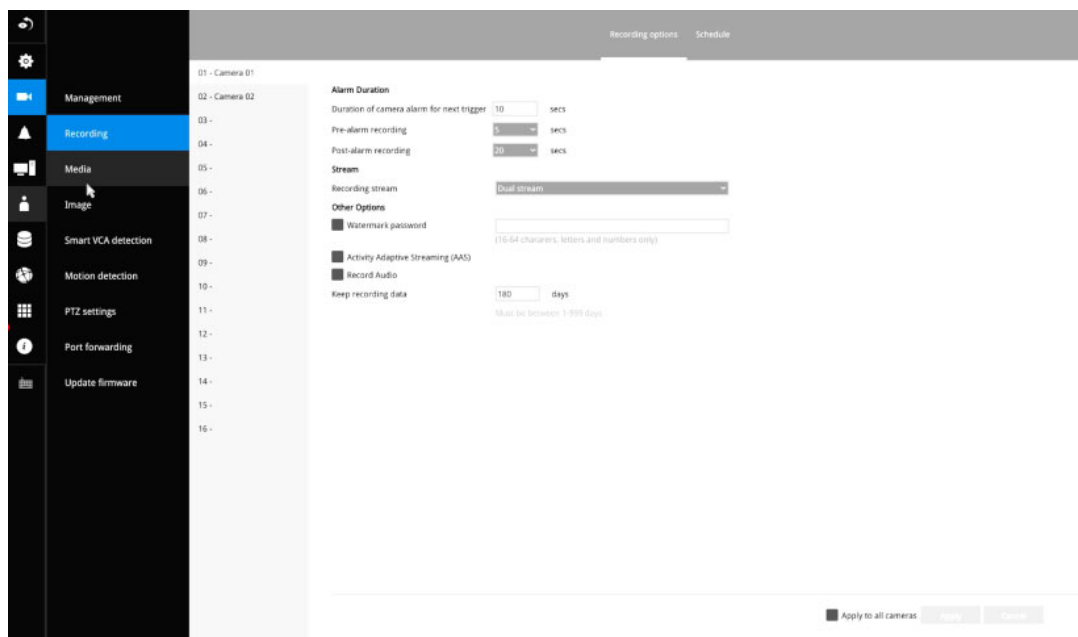 Recording options Schedule
Management
Recording
Media
Image
Smart VCA detection
Motion detection
PTZ settings
Port forwarding
Update firmware
01 - Camera 01
02 - Camera 02
03 -
04 -
05 -
06 -
07 -
08 -
09 -
10 -
11 -
12 -
13 -
14 -
15 -
16 -
Alarm Duration
Duration of camera alarm for next trigger 10 secs
Pre-alarm recording 5 secs
Post-alarm recording 20 secs
Stream
Recording stream Dual stream
Other Options
Watermark password
(16-64 chararers, letters and numbers only)
Activity Adaptive Streaming (AAS)
Record Audio
Keep recording data 180 days
Must be between 1-999 days
Apply to all cameras Apply Cancel